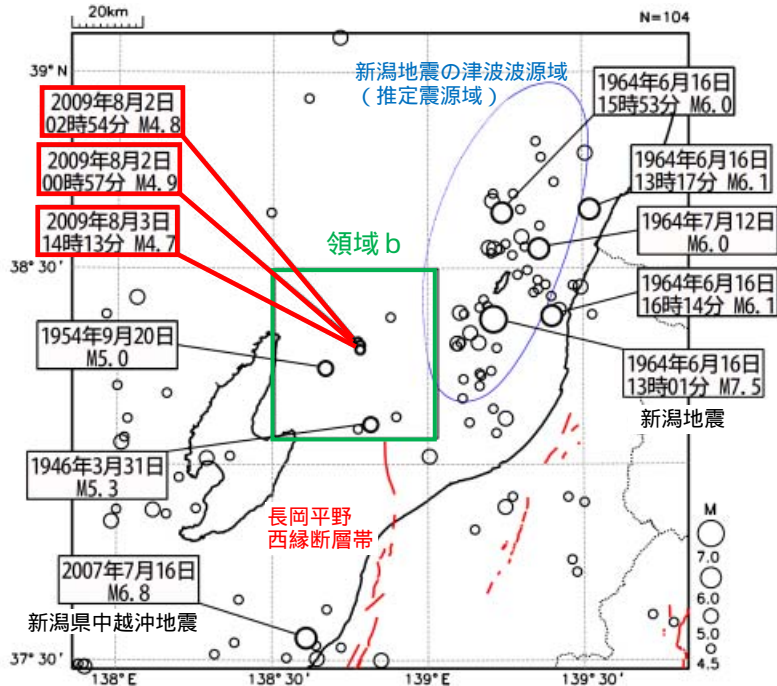 20km
N=104
39°N
新潟地震の津波波源域
(推定震源域)
1964年6月16日
15時53分 M6.0
2009年8月2日
02時54分 M4.8
2009年8月2日
00時57分 M4.9
2009年8月3日
14時13分 M4.7
1964年6月16日
13時17分 M6.1
1964年7月12日
M6.0
領域b
38°30'
1964年6月16日
16時14分 M6.1
1954年9月20日
M5.0
1964年6月16日
13時01分 M7.5
新潟地震
1946年3月31日
M5.3
長岡平野
西縁断層帯
2007年7月16日
M6.8
新潟県中越沖地震
M
7.0
6.0
5.0
4.5
37°30'
138°E
138°30'
139°E
139°30'